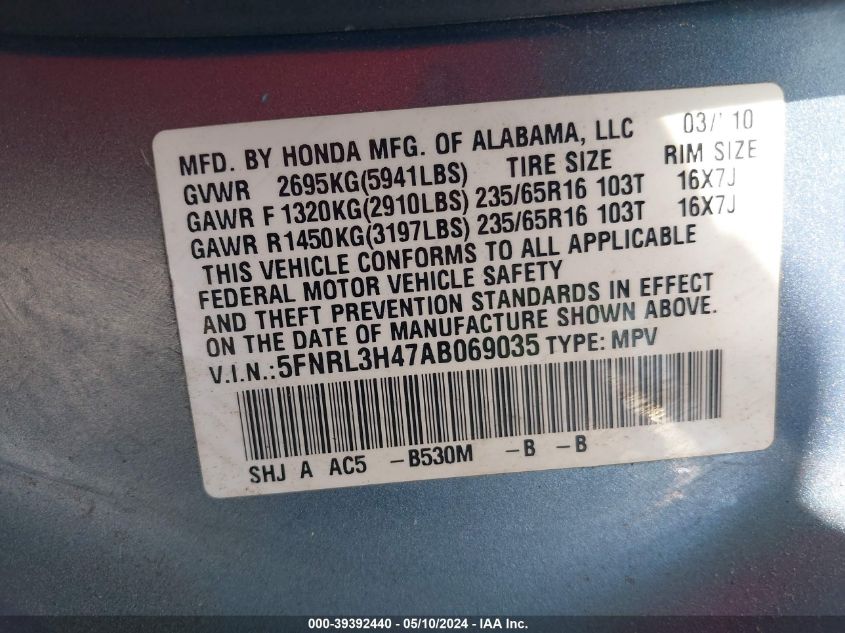 MFD. BY HONDA MFG. OF ALABAMA, LLC 03/'10
GVWR 2695KG(5941LBS) TIRE SIZE RIM SIZE
GAWR F 1320KG(2910LBS) 235/65R16 103T 16X7J
GAWR R1450KG(3197LBS) 235/65R16 103T 16X7J
THIS VEHICLE CONFORMS TO ALL APPLICABLE
FEDERAL MOTOR VEHICLE SAFETY
AND THEFT PREVENTION STANDARDS IN EFFECT
ON THE DATE OF MANUFACTURE SHOWN ABOVE.
V.I.N.:5FNRL3H47AB069035 TYPE: MPV
SHJ A AC5 -B530M -B -B
000-39392440 - 05/10/2024 - IAAI.com